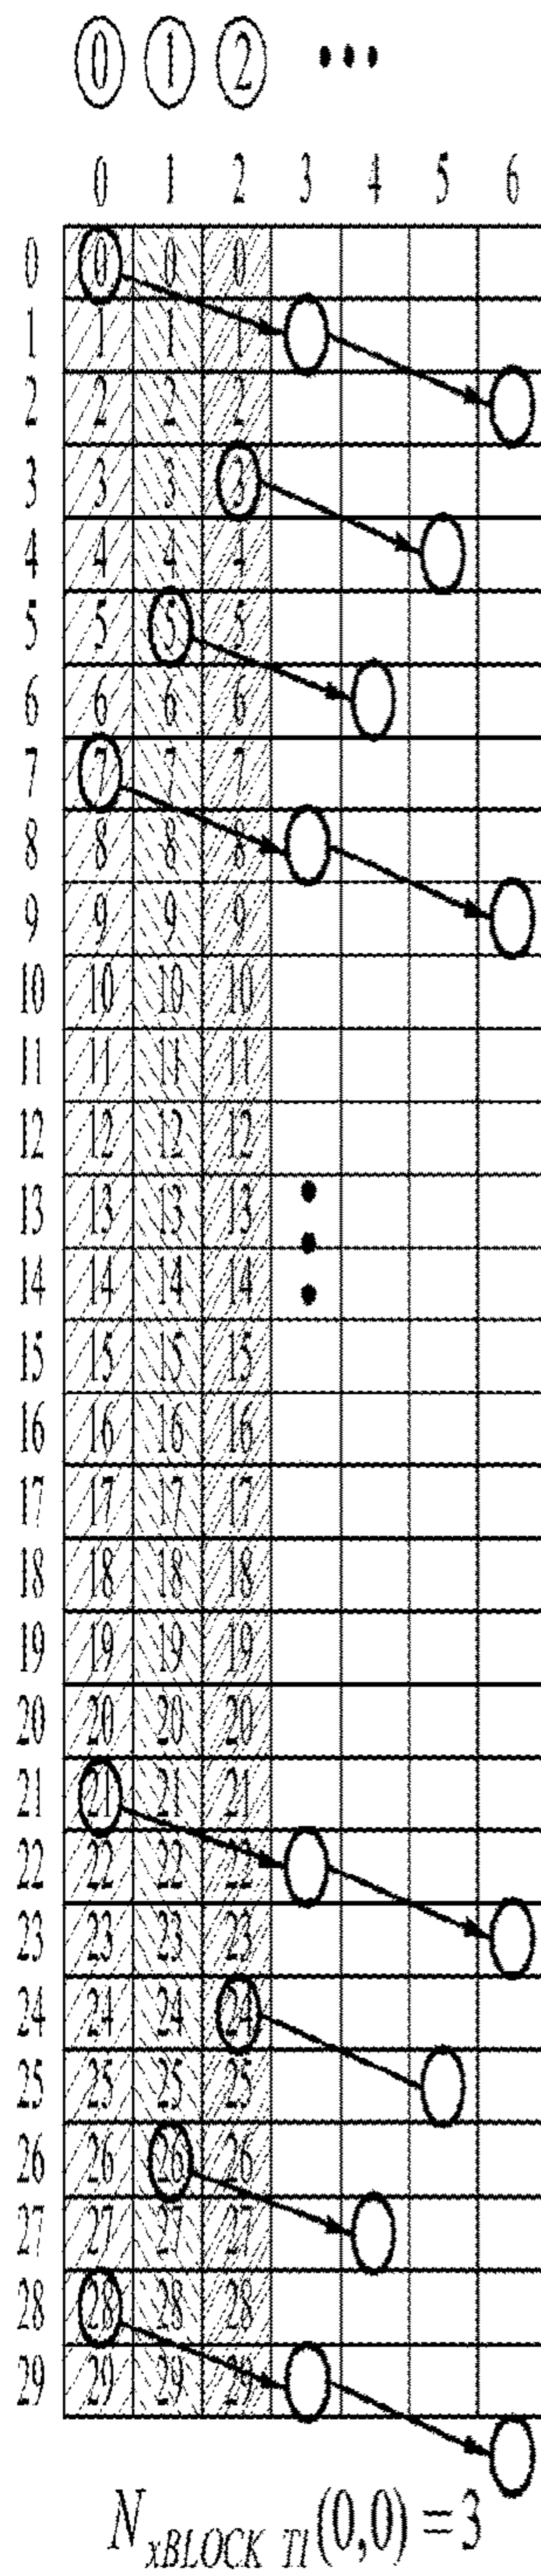 0 1 2 •••
0 1 2 3 4 5 6
0 0 0 0
1 1 1 1
2 2 2 2
3 3 3 3
4 4 4 4
5 5 5 5
6 6 6 6
7 7 7 7
8 8 8 8
9 9 9 9
10 10 10 10
11 11 11 11
12 12 12 12
13 13 13 13
14 14 14 14
15 15 15 15
16 16 16 16
17 17 17 17
18 18 18 18
19 19 19 19
20 20 20 20
21 21 21 21
22 22 22 22
23 23 23 23
24 24 24 24
25 25 25 25
26 26 26 26
27 27 27 27
28 28 28 28
29 29 29 29
N_xBLOCK TI(0,0) = 3